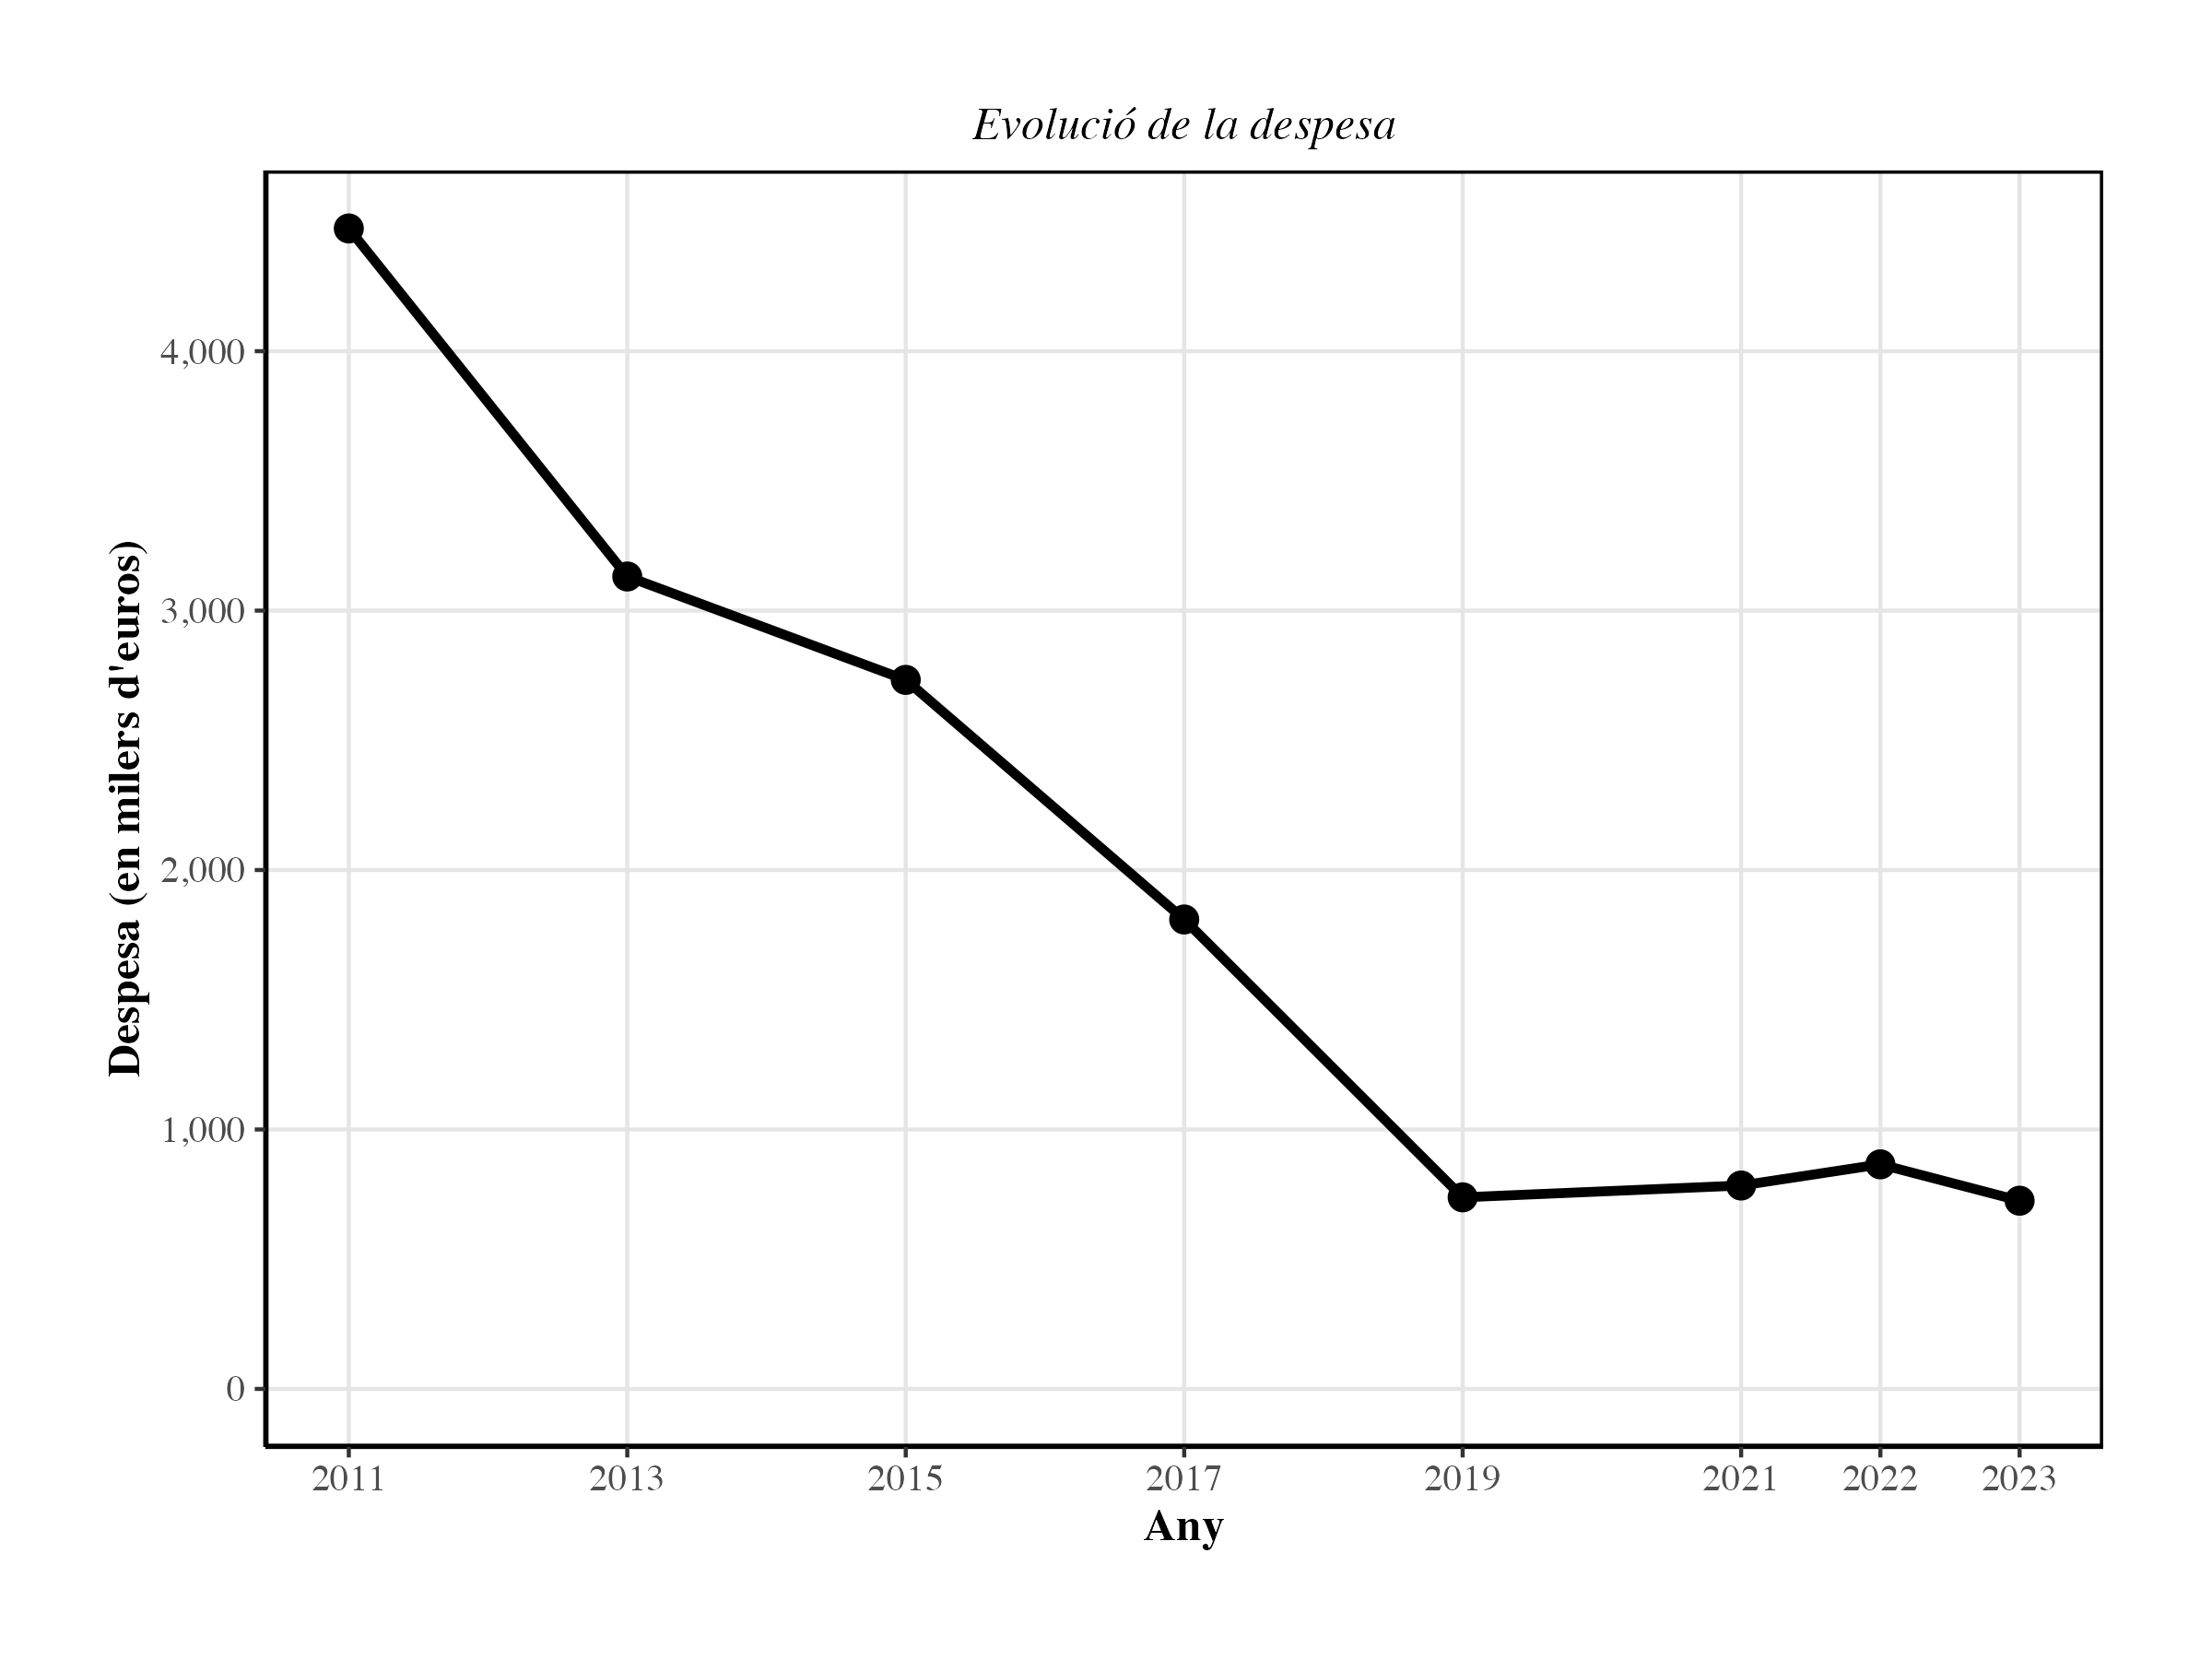 Evolució de la despesa
Despesa (en milers d'euros)
4,000
3,000
2,000
1,000
0
2011 2013 2015 2017 2019 2021 2022 2023
Any